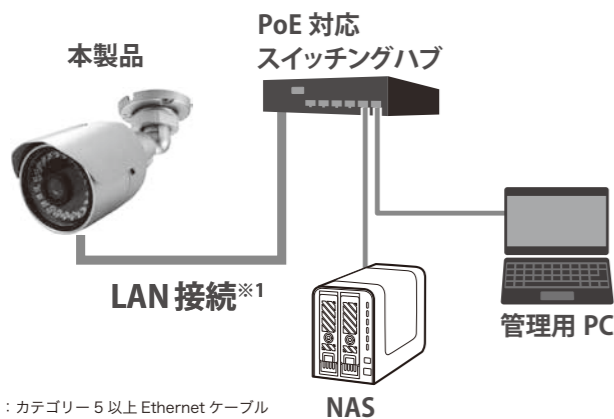 PoE 対応
スイッチングハブ
本製品
LAN 接続※1
管理用 PC
NAS
：カテゴリー 5 以上 Ethernet ケーブル